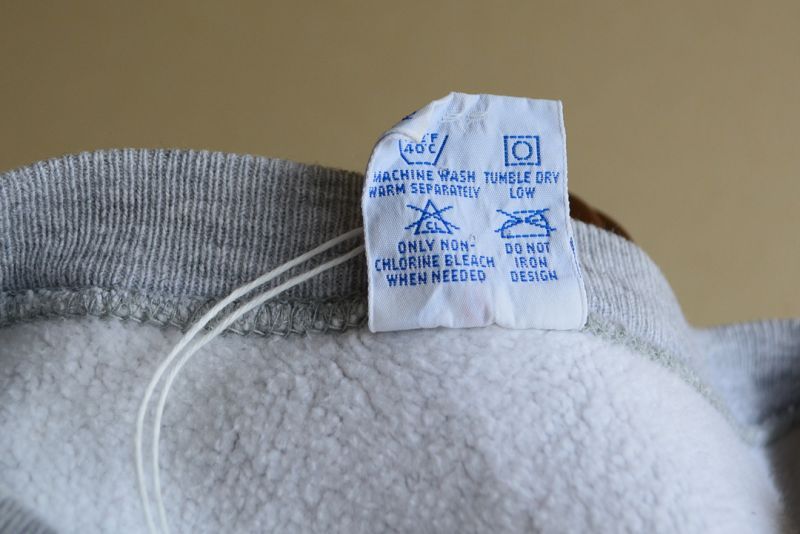 40°C
MACHINE WASH
WARM SEPARATELY
TUMBLE DRY
LOW
CL
ONLY NON-
CHLORINE BLEACH
WHEN NEEDED
DO NOT
IRON
DESIGN